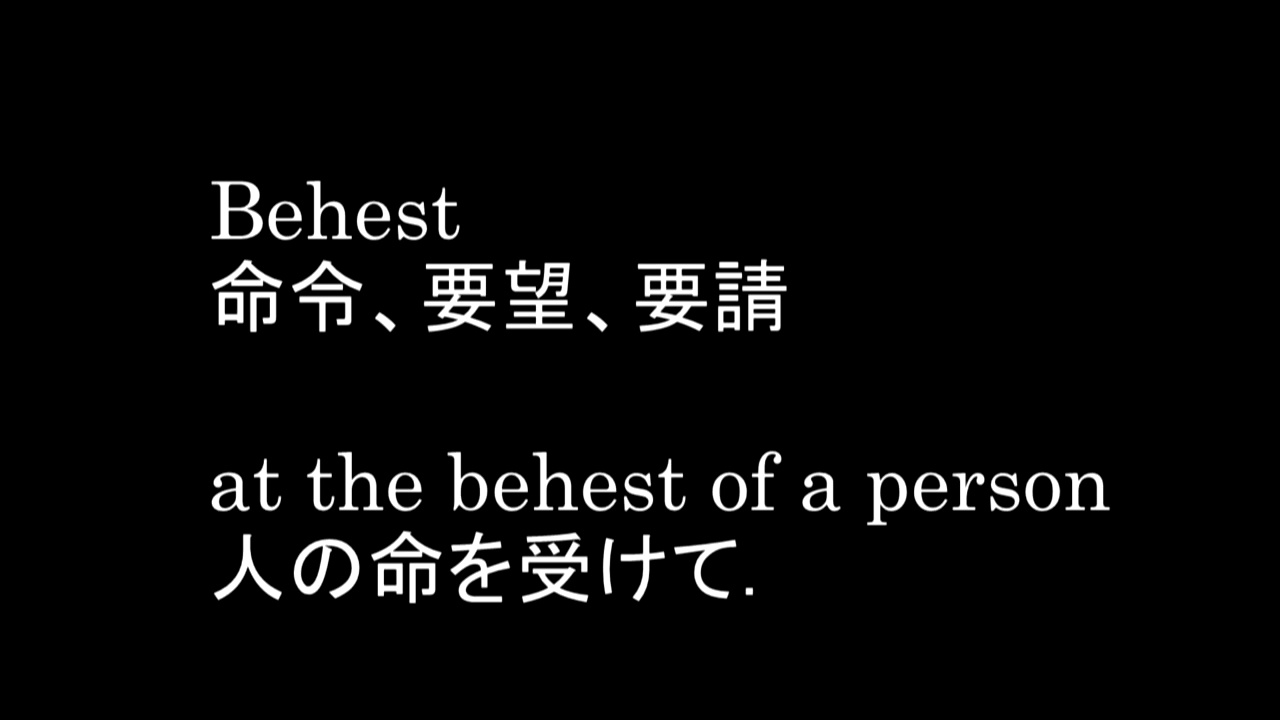 Behest
命令、要望、要請
at the behest of a person
人の命を受けて.